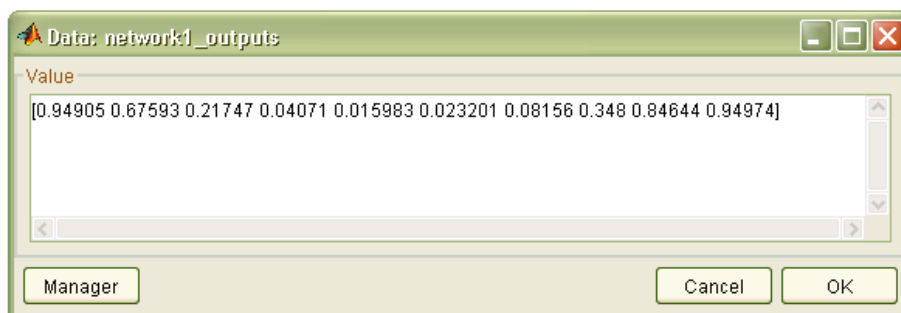 Data: network1_outputs
Value
[0.94905 0.67593 0.21747 0.04071 0.015983 0.023201 0.08156 0.348 0.84644 0.94974]
Manager
Cancel
OK